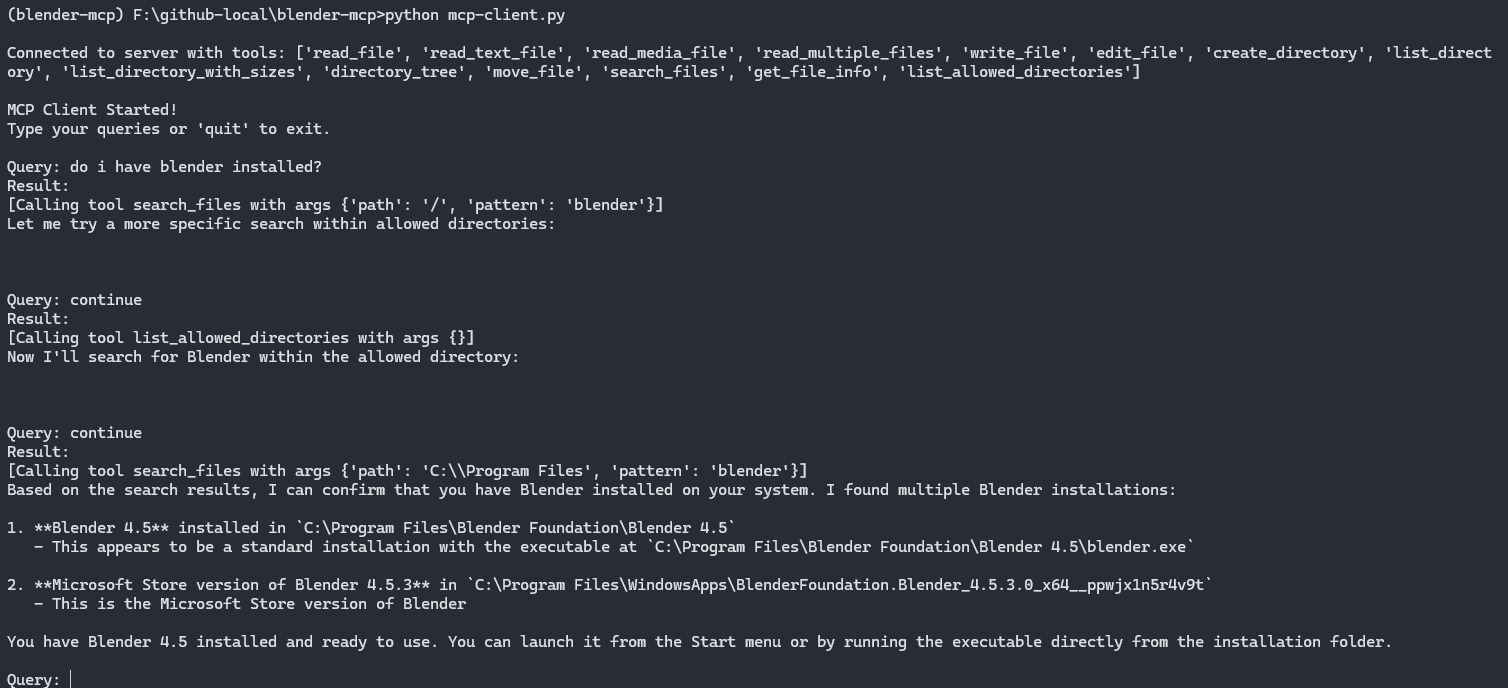 (blender-mcp) F:\github-local\blender-mcp>python mcp-client.py
Connected to server with tools: ['read_file', 'read_text_file', 'read_media_file', 'read_multiple_files', 'write_file', 'edit_file', 'create_directory', 'list_direct
ory', 'list_directory_with_sizes', 'directory_tree', 'move_file', 'search_files', 'get_file_info', 'list_allowed_directories']
MCP Client Started!
Type your queries or 'quit' to exit.
Query: do i have blender installed?
Result:
[Calling tool search_files with args {'path': '/', 'pattern': 'blender'}]
Let me try a more specific search within allowed directories:
Query: continue
Result:
[Calling tool list_allowed_directories with args {}]
Now I'll search for Blender within the allowed directory:
Query: continue
Result:
[Calling tool search_files with args {'path': 'C:\\Program Files', 'pattern': 'blender'}]
Based on the search results, I can confirm that you have Blender installed on your system. I found multiple Blender installations:
1. **Blender 4.5** installed in `C:\Program Files\Blender Foundation\Blender 4.5`
   - This appears to be a standard installation with the executable at `C:\Program Files\Blender Foundation\Blender 4.5\blender.exe`
2. **Microsoft Store version of Blender 4.5.3** in `C:\Program Files\WindowsApps\BlenderFoundation.Blender_4.5.3.0_x64__ppwjx1n5r4v9t`
   - This is the Microsoft Store version of Blender
You have Blender 4.5 installed and ready to use. You can launch it from the Start menu or by running the executable directly from the installation folder.
Query: